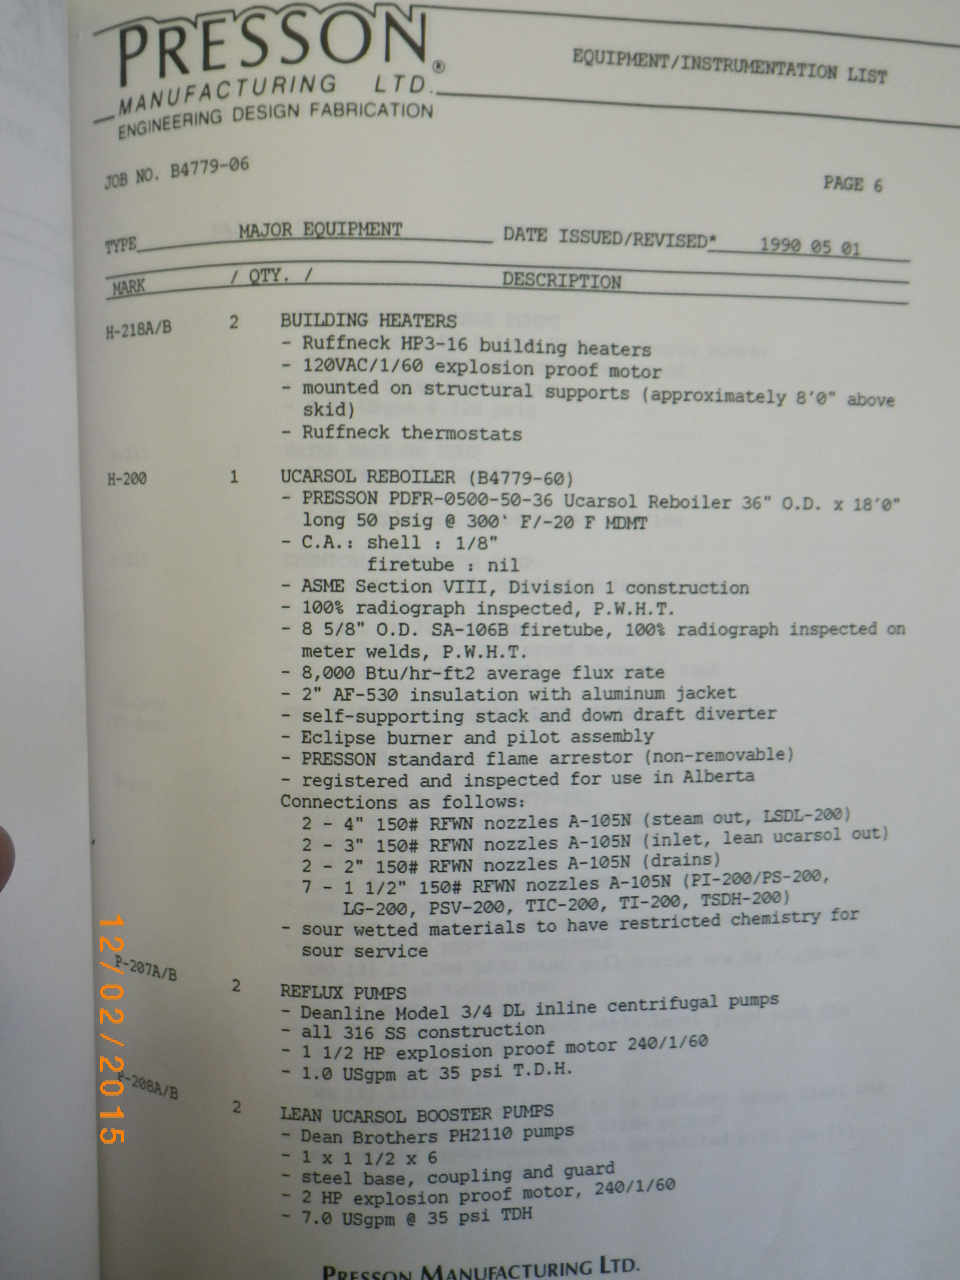 PRESSON®
MANUFACTURING LTD.
ENGINEERING DESIGN FABRICATION
EQUIPMENT/INSTRUMENTATION LIST
JOB NO. B4779-06
PAGE 6
TYPE MAJOR EQUIPMENT DATE ISSUED/REVISED* 1990 05 01
MARK / QTY. / DESCRIPTION
H-218A/B 2 BUILDING HEATERS
- Ruffneck HP3-16 building heaters
- 120VAC/1/60 explosion proof motor
- mounted on structural supports (approximately 8'0" above
skid)
- Ruffneck thermostats
H-200 1 UCARSOL REBOILER (B4779-60)
- PRESSON PDFR-0500-50-36 Ucarsol Reboiler 36" O.D. x 18'0"
long 50 psig @ 300' F/-20 F MDMT
- C.A.: shell : 1/8"
firetube : nil
- ASME Section VIII, Division 1 construction
- 100% radiograph inspected, P.W.H.T.
- 8 5/8" O.D. SA-106B firetube, 100% radiograph inspected on
meter welds, P.W.H.T.
- 8,000 Btu/hr-ft2 average flux rate
- 2" AF-530 insulation with aluminum jacket
- self-supporting stack and down draft diverter
- Eclipse burner and pilot assembly
- PRESSON standard flame arrestor (non-removable)
- registered and inspected for use in Alberta
Connections as follows:
2 - 4" 150# RFWN nozzles A-105N (steam out, LSDL-200)
2 - 3" 150# RFWN nozzles A-105N (inlet, lean ucarsol out)
2 - 2" 150# RFWN nozzles A-105N (drains)
7 - 1 1/2" 150# RFWN nozzles A-105N (PI-200/PS-200,
LG-200, PSV-200, TIC-200, TI-200, TSDH-200)
- sour wetted materials to have restricted chemistry for
sour service
P-207A/B 2 REFLUX PUMPS
- Deanline Model 3/4 DL inline centrifugal pumps
- all 316 SS construction
- 1 1/2 HP explosion proof motor 240/1/60
- 1.0 USgpm at 35 psi T.D.H.
P-208A/B 2 LEAN UCARSOL BOOSTER PUMPS
- Dean Brothers PH2110 pumps
- 1 x 1 1/2 x 6
- steel base, coupling and guard
- 2 HP explosion proof motor, 240/1/60
- 7.0 USgpm @ 35 psi TDH
PRESSON MANUFACTURING LTD.
12/02/2015